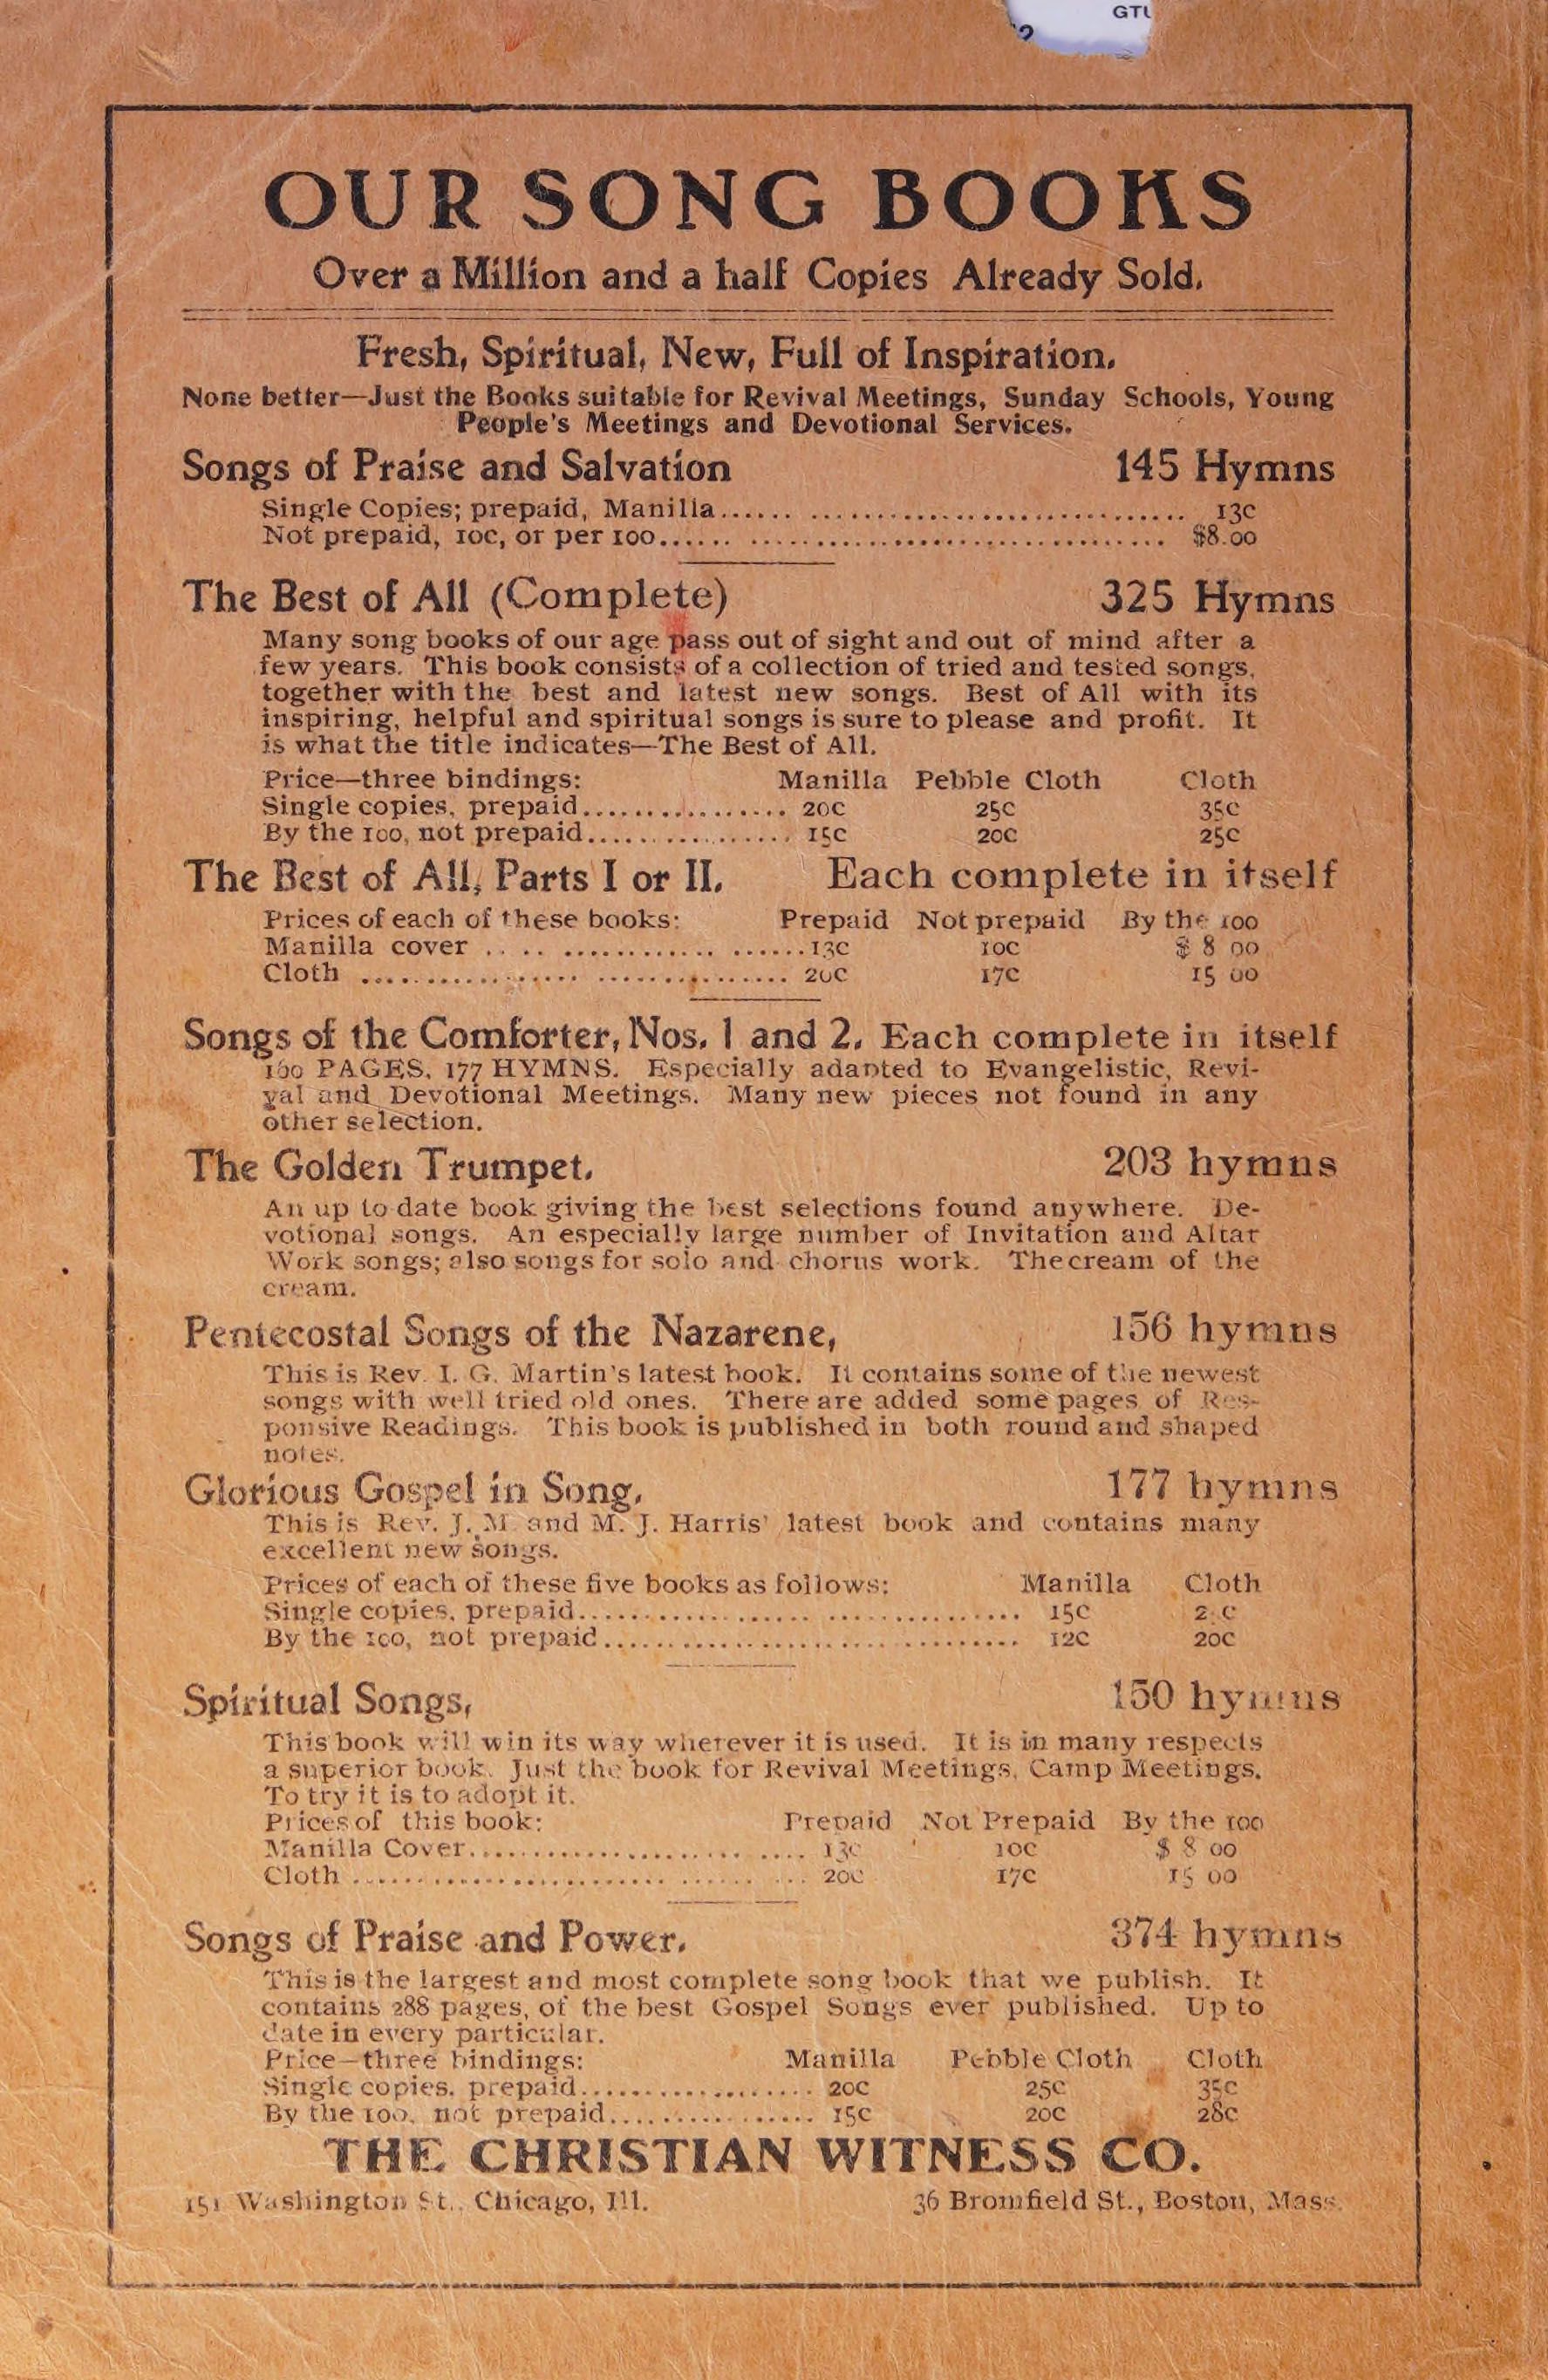 GTU
OUR SONG BOOKS
Over a Million and a half Copies Already Sold.
Fresh, Spiritual, New, Full of Inspiration.
None better—Just the Books suitable for Revival Meetings, Sunday Schools, Young
People's Meetings and Devotional Services.
Songs of Praise and Salvation 145 Hymns
Single Copies; prepaid, Manilla...... .................................... 13c
Not prepaid, 10c, or per 100...... ................................ $8.00
The Best of All (Complete) 325 Hymns
Many song books of our age pass out of sight and out of mind after a
few years. This book consists of a collection of tried and tested songs,
together with the best and latest new songs. Best of All with its
inspiring, helpful and spiritual songs is sure to please and profit. It
is what the title indicates—The Best of All.
Price—three bindings: Manilla Pebble Cloth Cloth
Single copies, prepaid................ 20c 25c 35c
By the 100, not prepaid................ 15c 20c 25c
The Best of All, Parts I or II. Each complete in itself
Prices of each of these books: Prepaid Not prepaid By the 100
Manilla cover .. .. ............. .......13c 10c $ 8 00
Cloth ................. ............... 20c 17c 15 00
Songs of the Comforter, Nos. 1 and 2. Each complete in itself
160 PAGES, 177 HYMNS. Especially adapted to Evangelistic, Revi-
val and Devotional Meetings. Many new pieces not found in any
other selection.
The Golden Trumpet. 203 hymns
An up to date book giving the best selections found anywhere. De-
votional songs. An especially large number of Invitation and Altar
Work songs; also songs for solo and chorus work. The cream of the
cream.
Pentecostal Songs of the Nazarene, 156 hymns
This is Rev. I. G. Martin's latest book. It contains some of the newest
songs with well tried old ones. There are added some pages of Res-
ponsive Readings. This book is published in both round and shaped
notes.
Glorious Gospel in Song. 177 hymns
This is Rev. J. M. and M. J. Harris' latest book and contains many
excellent new songs.
Prices of each of these five books as follows: Manilla Cloth
Single copies, prepaid.................... ............... 15c
By the 100, not prepaid................................ 12c 20c
Spiritual Songs, 150 hymns
This book will win its way wherever it is used. It is in many respects
a superior book. Just the book for Revival Meetings, Camp Meetings.
To try it is to adopt it.
Prices of this book: Prepaid Not Prepaid By the 100
Manilla Cover....................... .... 13c 10c $ 8 00
Cloth ........................ ...... ... 20c 17c 15 00
Songs of Praise and Power. 374 hymns
This is the largest and most complete song book that we publish. It
contains 288 pages, of the best Gospel Songs ever published. Up to
date in every particular.
Price—three bindings: Manilla Pebble Cloth Cloth
Single copies, prepaid.................. 20c 25c 35c
By the 100, not prepaid................ 15c 20c 28c
THE CHRISTIAN WITNESS CO.
151 Washington St., Chicago, Ill. 36 Bromfield St., Boston, Mass.